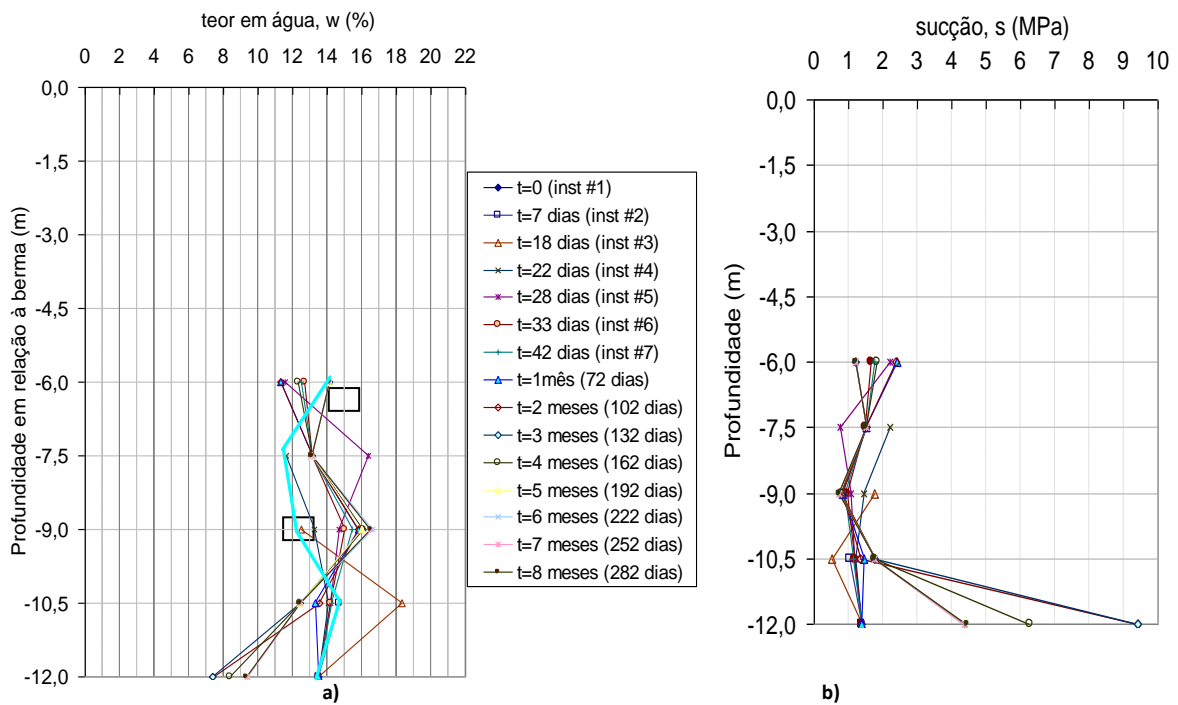 teor em água, w (%)
0 2 4 6 8 10 12 14 16 18 20 22
Profundidade em relação à berma (m)
0,0
-1,5
-3,0
-4,5
-6,0
-7,5
-9,0
-10,5
-12,0
a)
t=0 (inst #1)
t=7 dias (inst #2)
t=18 dias (inst #3)
t=22 dias (inst #4)
t=28 dias (inst #5)
t=33 dias (inst #6)
t=42 dias (inst #7)
t=1mês (72 dias)
t=2 meses (102 dias)
t=3 meses (132 dias)
t=4 meses (162 dias)
t=5 meses (192 dias)
t=6 meses (222 dias)
t=7 meses (252 dias)
t=8 meses (282 dias)
sucção, s (MPa)
0 1 2 3 4 5 6 7 8 9 10
Profundidade (m)
0,0
-1,5
-3,0
-4,5
-6,0
-7,5
-9,0
-10,5
-12,0
b)